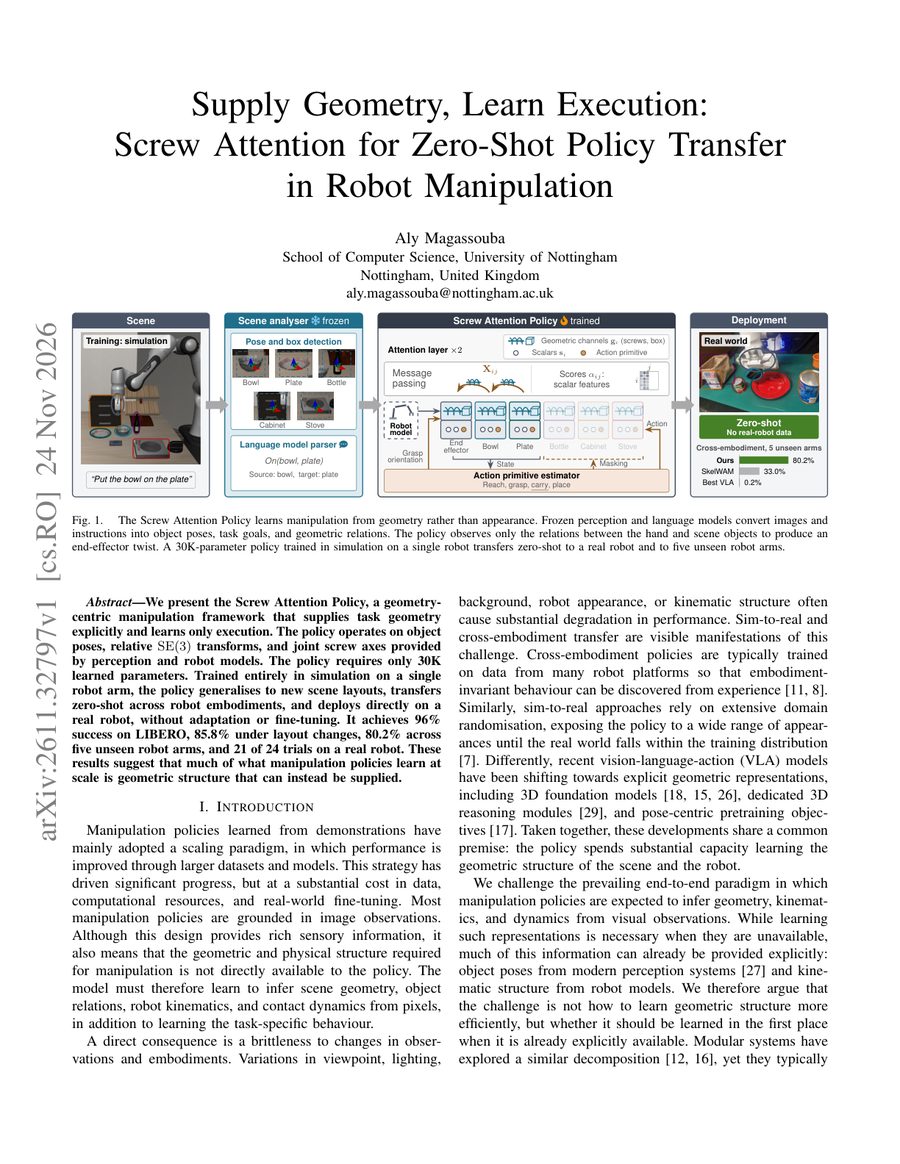 Supply Geometry, Learn Execution:
Screw Attention for Zero-Shot Policy Transfer
in Robot Manipulation
Aly Magassouba
School of Computer Science, University of Nottingham
Nottingham, United Kingdom
aly.magassouba@nottingham.ac.uk
arXiv:2611.32797v1 [cs.RO] 24 Nov 2026
Scene
Training: simulation
"Put the bowl on the plate"
Scene analyser frozen
Pose and box detection
Bowl Plate Bottle
Cabinet Stove
Language model parser
On(bowl, plate)
Source: bowl, target: plate
Screw Attention Policy trained
Attention layer ×2
Geometric channels gᵢ (screws, box)
Scalars sᵢ Action primitive
Message
passing
Xᵢⱼ
Scores αᵢⱼ:
scalar features
Robot
model
Grasp
orientation
End
effector
Bowl Plate Bottle Cabinet Stove
Action
State Masking
Action primitive estimator
Reach, grasp, carry, place
Deployment
Real world
Zero-shot
No real-robot data
Cross-embodiment, 5 unseen arms
Ours 80.2%
SkelWAM 33.0%
Best VLA 0.2%
Fig. 1. The Screw Attention Policy learns manipulation from geometry rather than appearance. Frozen perception and language models convert images and
instructions into object poses, task goals, and geometric relations. The policy observes only the relations between the hand and scene objects to produce an
end-effector twist. A 30K-parameter policy trained in simulation on a single robot transfers zero-shot to a real robot and to five unseen robot arms.
Abstract—We present the Screw Attention Policy, a geometry-
centric manipulation framework that supplies task geometry
explicitly and learns only execution. The policy operates on object
poses, relative SE(3) transforms, and joint screw axes provided
by perception and robot models. The policy requires only 30K
learned parameters. Trained entirely in simulation on a single
robot arm, the policy generalises to new scene layouts, transfers
zero-shot across robot embodiments, and deploys directly on a
real robot, without adaptation or fine-tuning. It achieves 96%
success on LIBERO, 85.8% under layout changes, 80.2% across
five unseen robot arms, and 21 of 24 trials on a real robot. These
results suggest that much of what manipulation policies learn at
scale is geometric structure that can instead be supplied.
I. INTRODUCTION
Manipulation policies learned from demonstrations have
mainly adopted a scaling paradigm, in which performance is
improved through larger datasets and models. This strategy has
driven significant progress, but at a substantial cost in data,
computational resources, and real-world fine-tuning. Most
manipulation policies are grounded in image observations.
Although this design provides rich sensory information, it
also means that the geometric and physical structure required
for manipulation is not directly available to the policy. The
model must therefore learn to infer scene geometry, object
relations, robot kinematics, and contact dynamics from pixels,
in addition to learning the task-specific behaviour.
A direct consequence is a brittleness to changes in obser-
vations and embodiments. Variations in viewpoint, lighting,
background, robot appearance, or kinematic structure often
cause substantial degradation in performance. Sim-to-real and
cross-embodiment transfer are visible manifestations of this
challenge. Cross-embodiment policies are typically trained
on data from many robot platforms so that embodiment-
invariant behaviour can be discovered from experience [11, 8].
Similarly, sim-to-real approaches rely on extensive domain
randomisation, exposing the policy to a wide range of appear-
ances until the real world falls within the training distribution
[7]. Differently, recent vision-language-action (VLA) models
have been shifting towards explicit geometric representations,
including 3D foundation models [18, 15, 26], dedicated 3D
reasoning modules [29], and pose-centric pretraining objec-
tives [17]. Taken together, these developments share a common
premise: the policy spends substantial capacity learning the
geometric structure of the scene and the robot.
We challenge the prevailing end-to-end paradigm in which
manipulation policies are expected to infer geometry, kinemat-
ics, and dynamics from visual observations. While learning
such representations is necessary when they are unavailable,
much of this information can already be provided explicitly:
object poses from modern perception systems [27] and kine-
matic structure from robot models. We therefore argue that
the challenge is not how to learn geometric structure more
efficiently, but whether it should be learned in the first place
when it is already explicitly available. Modular systems have
explored a similar decomposition [12, 16], yet they typically